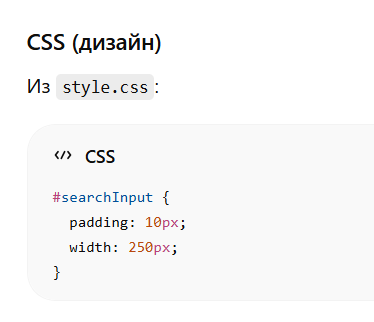 CSS (дизайн)
Из style.css:
CSS
#searchInput {
  padding: 10px;
  width: 250px;
}